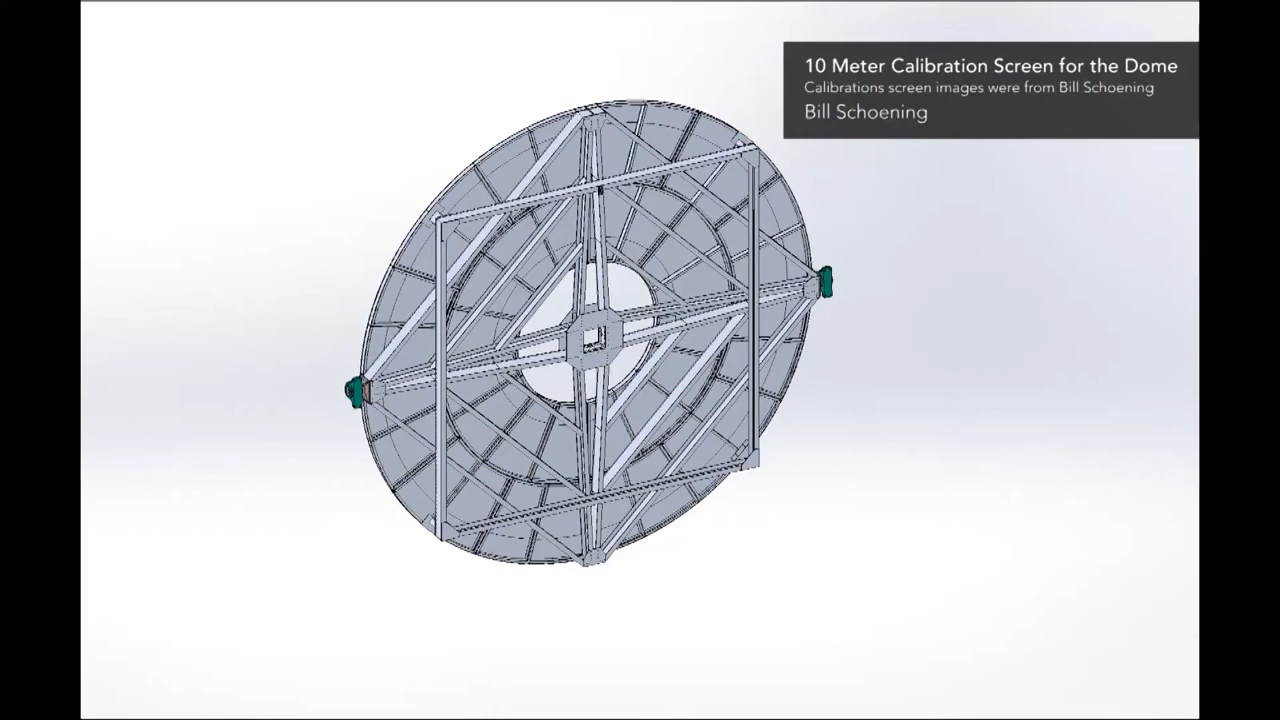 10 Meter Calibration Screen for the Dome
Calibrations screen images were from Bill Schoening
Bill Schoening